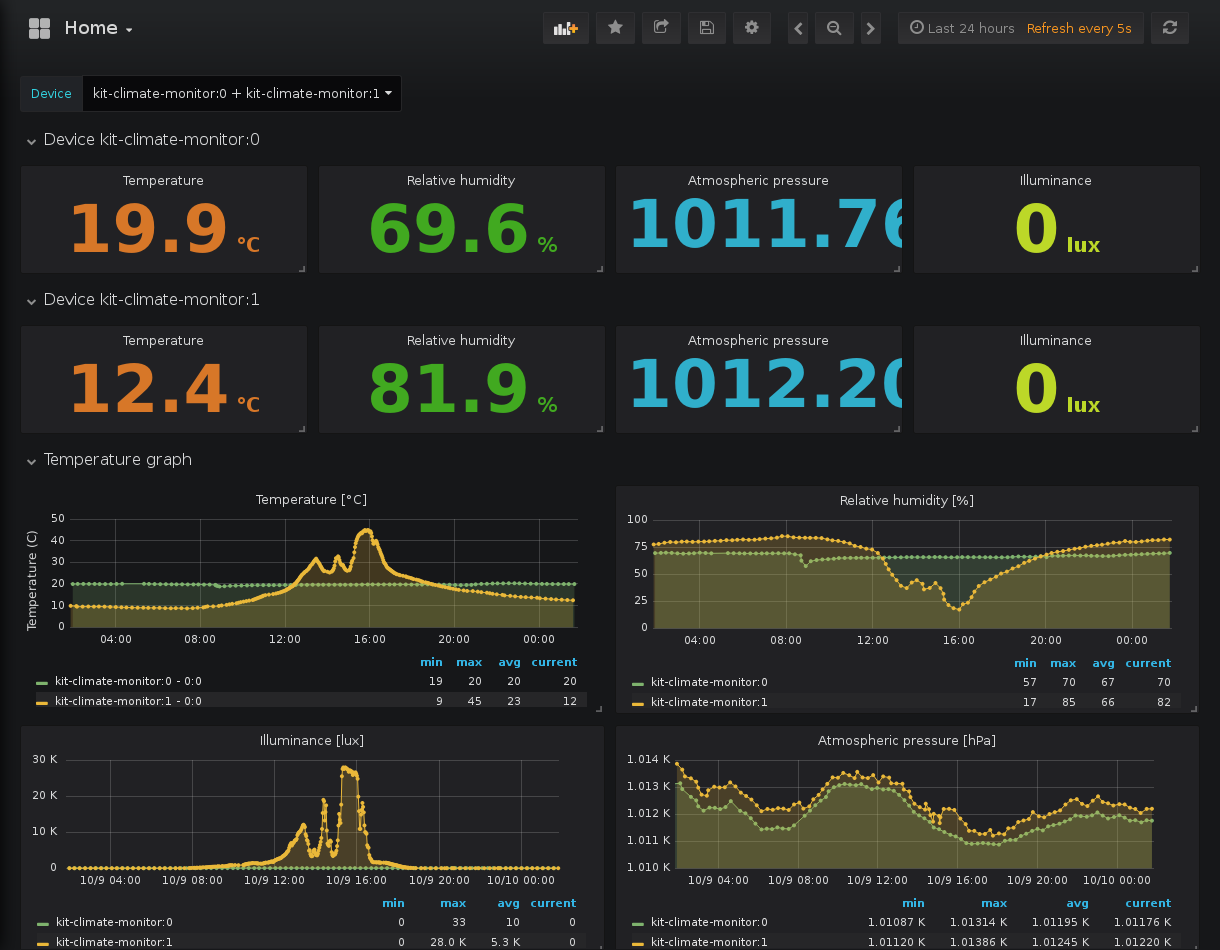 Home
Last 24 hours Refresh every 5s
Device kit-climate-monitor:0 + kit-climate-monitor:1
Device kit-climate-monitor:0
Temperature Relative humidity Atmospheric pressure Illuminance
19.9 °C 69.6 % 1011.76 0 lux
Device kit-climate-monitor:1
Temperature Relative humidity Atmospheric pressure Illuminance
12.4 °C 81.9 % 1012.20 0 lux
Temperature graph
Temperature [°C]
Temperature (C)
50
40
30
20
10
0
04:00 08:00 12:00 16:00 20:00 00:00
min max avg current
kit-climate-monitor:0 - 0:0 19 20 20 20
kit-climate-monitor:1 - 0:0 9 45 23 12
Relative humidity [%]
100
75
50
25
0
04:00 08:00 12:00 16:00 20:00 00:00
min max avg current
kit-climate-monitor:0 57 70 67 70
kit-climate-monitor:1 17 85 66 82
Illuminance [lux]
30 K
20 K
10 K
0
10/9 04:00 10/9 08:00 10/9 12:00 10/9 16:00 10/9 20:00 10/10 00:00
min max avg current
kit-climate-monitor:0 0 33 10 0
kit-climate-monitor:1 0 28.0 K 5.3 K 0
Atmospheric pressure [hPa]
1.014 K
1.013 K
1.012 K
1.011 K
1.010 K
10/9 04:00 10/9 08:00 10/9 12:00 10/9 16:00 10/9 20:00 10/10 00:00
min max avg current
kit-climate-monitor:0 1.01087 K 1.01314 K 1.01195 K 1.01176 K
kit-climate-monitor:1 1.01120 K 1.01386 K 1.01245 K 1.01220 K